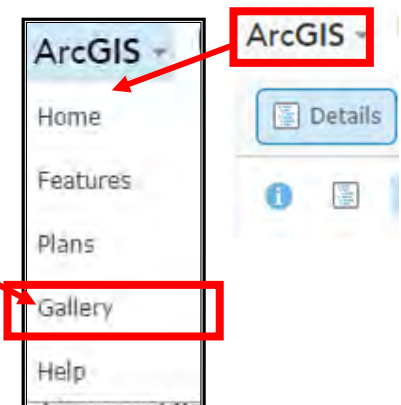 ArcGIS
Home
Features
Plans
Gallery
Help
ArcGIS
Details